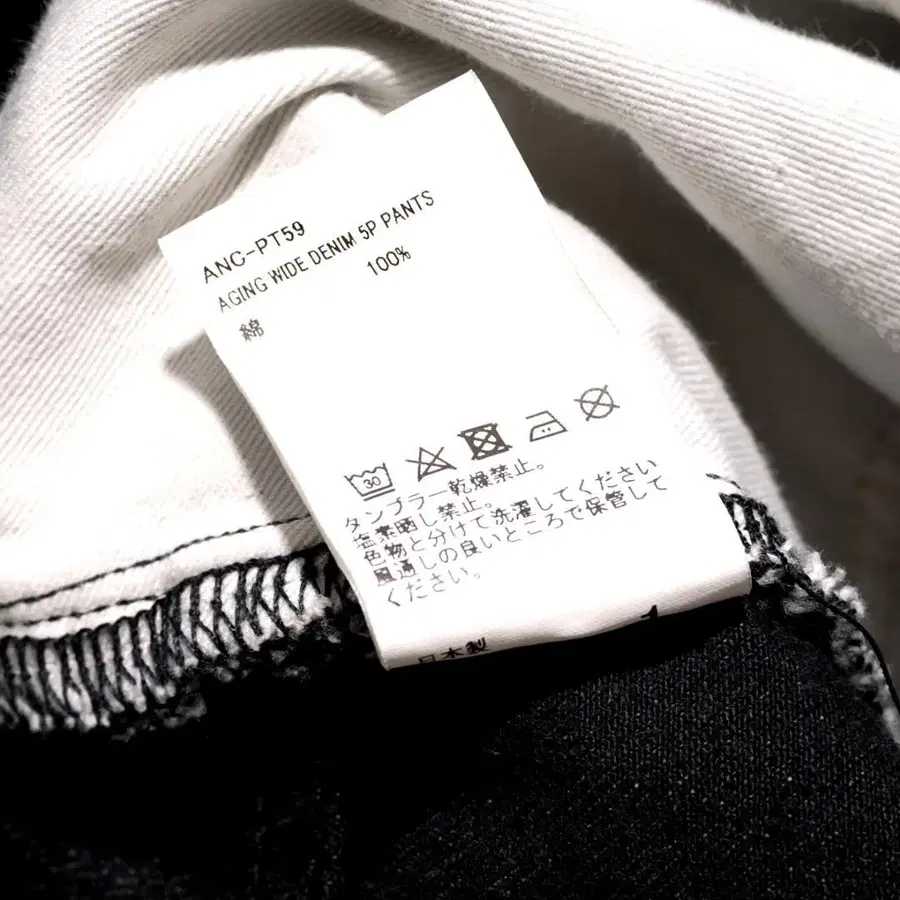 ANC-PT59
AGING WIDE DENIM 5P PANTS
綿 100%
30
タンブラー乾燥禁止。
塩素晒し禁止。
色物と分けて洗濯してください
風通しの良いところで保管して
ください。
日本製